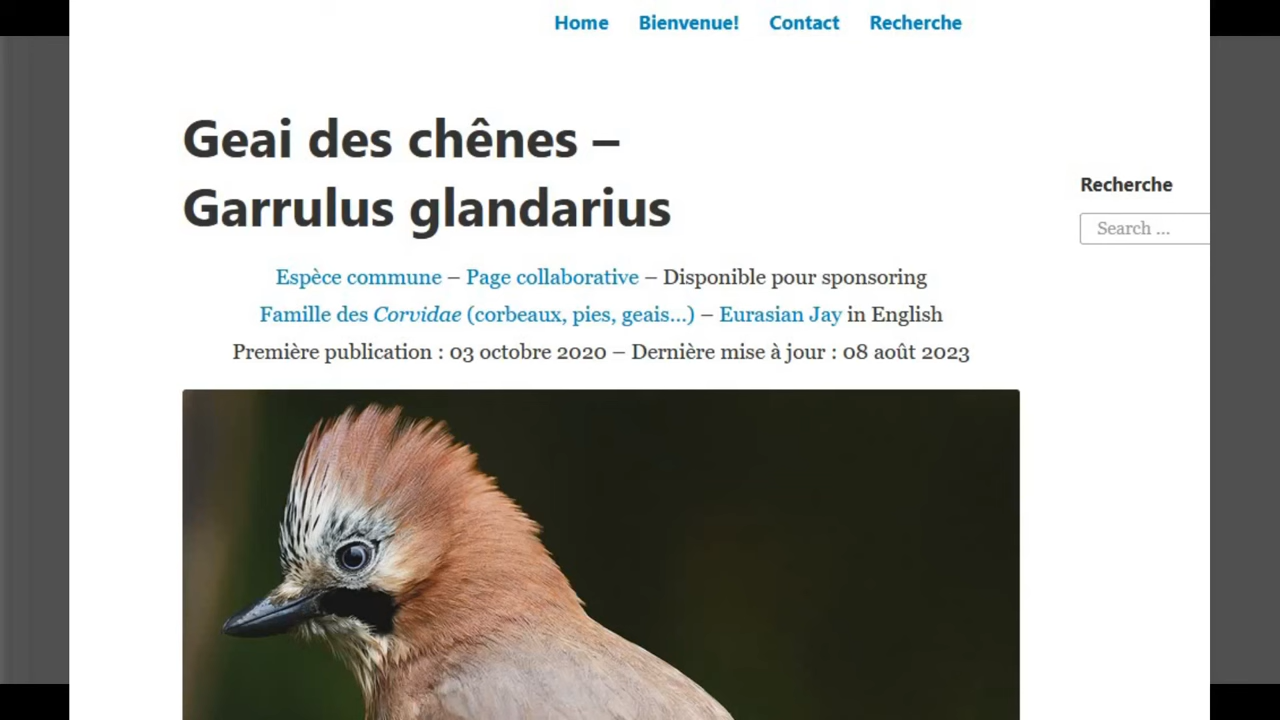 Home Bienvenue! Contact Recherche
Geai des chênes –
Garrulus glandarius
Recherche
Search ...
Espèce commune – Page collaborative – Disponible pour sponsoring
Famille des Corvidae (corbeaux, pies, geais…) – Eurasian Jay in English
Première publication : 03 octobre 2020 – Dernière mise à jour : 08 août 2023